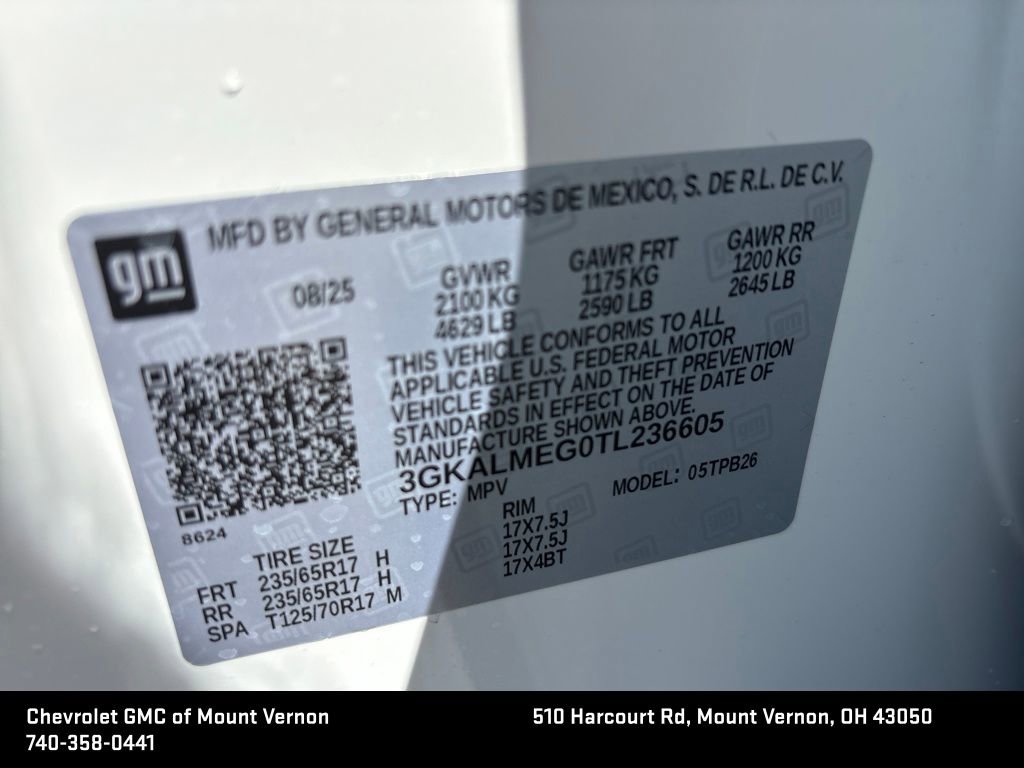 gm
MFD BY GENERAL MOTORS DE MEXICO, S. DE R.L. DE C.V.
08/25
GVWR
2100 KG
4629 LB
GAWR FRT
1175 KG
2590 LB
GAWR RR
1200 KG
2645 LB
THIS VEHICLE CONFORMS TO ALL
APPLICABLE U.S. FEDERAL MOTOR
VEHICLE SAFETY AND THEFT PREVENTION
STANDARDS IN EFFECT ON THE DATE OF
MANUFACTURE SHOWN ABOVE.
3GKALMEG0TL236605
TYPE: MPV
MODEL: 05TPB26
8624
TIRE SIZE RIM
FRT 235/65R17 H 17X7.5J
RR 235/65R17 H 17X7.5J
SPA T125/70R17 M 17X4BT
Chevrolet GMC of Mount Vernon
740-358-0441
510 Harcourt Rd, Mount Vernon, OH 43050